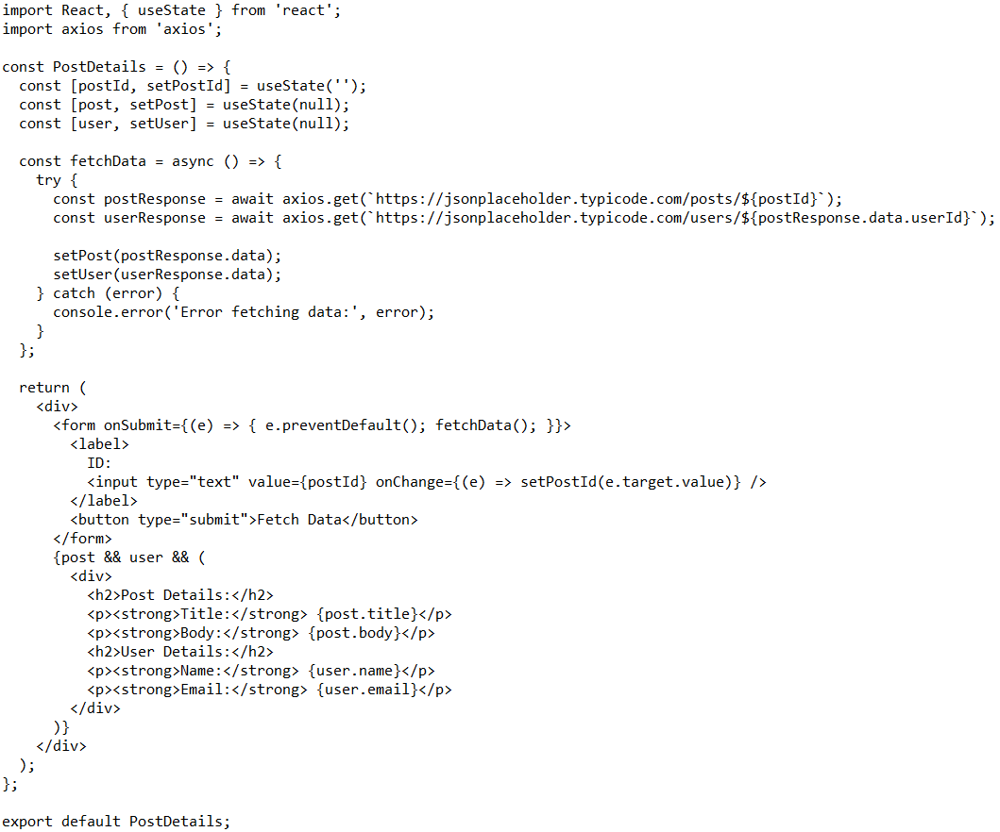 import React, { useState } from 'react';
import axios from 'axios';

const PostDetails = () => {
  const [postId, setPostId] = useState('');
  const [post, setPost] = useState(null);
  const [user, setUser] = useState(null);

  const fetchData = async () => {
    try {
      const postResponse = await axios.get(`https://jsonplaceholder.typicode.com/posts/${postId}`);
      const userResponse = await axios.get(`https://jsonplaceholder.typicode.com/users/${postResponse.data.userId}`);

      setPost(postResponse.data);
      setUser(userResponse.data);
    } catch (error) {
      console.error('Error fetching data:', error);
    }
  };

  return (
    <div>
      <form onSubmit={(e) => { e.preventDefault(); fetchData(); }}>
        <label>
          ID:
          <input type="text" value={postId} onChange={(e) => setPostId(e.target.value)} />
        </label>
        <button type="submit">Fetch Data</button>
      </form>
      {post && user && (
        <div>
          <h2>Post Details:</h2>
          <p><strong>Title:</strong> {post.title}</p>
          <p><strong>Body:</strong> {post.body}</p>
          <h2>User Details:</h2>
          <p><strong>Name:</strong> {user.name}</p>
          <p><strong>Email:</strong> {user.email}</p>
        </div>
      )}
    </div>
  );
};

export default PostDetails;